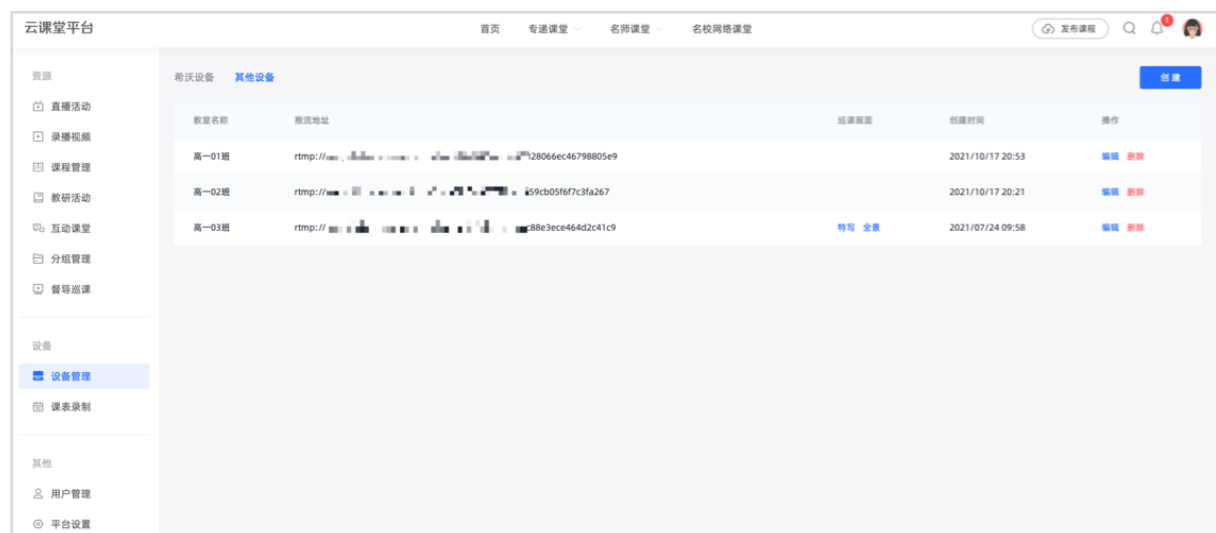 云课堂平台 首页 专递课堂 名师课堂 名校网络课堂 发布课程 1
资源
直播活动
录播视频
课程管理
教研活动
互动课堂
分组管理
督导巡课
设备
设备管理
课表录制
其他
用户管理
平台设置
希沃设备 其他设备 创建
教室名称 推流地址 巡课画面 创建时间 操作
高一01班 rtmp:// 28066ec46798805e9 2021/10/17 20:53 编辑 删除
高一02班 rtmp:// 59cb05f6f7c3fa267 2021/10/17 20:21 编辑 删除
高一03班 rtmp:// c88e3ece464d2c41c9 特写 全景 2021/07/24 09:58 编辑 删除